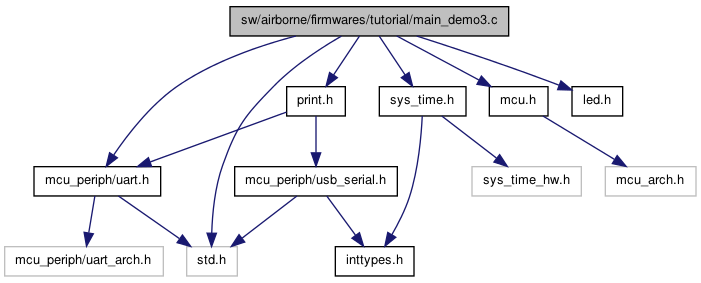 sw/airborne/firmwares/tutorial/main_demo3.c
print.h
sys_time.h
mcu.h
led.h
mcu_periph/uart.h
mcu_periph/usb_serial.h
sys_time_hw.h
mcu_arch.h
mcu_periph/uart_arch.h
std.h
inttypes.h